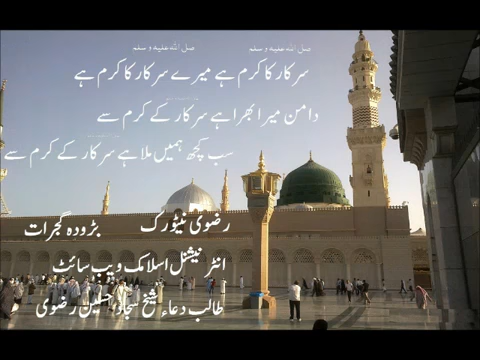 صلی اللہ علیہ وسلم صلی اللہ علیہ وسلم
سرکار کا کرم ہے میرے سرکار کا کرم ہے
دامن میرا بھرا ہے سرکار کے کرم سے
سب کچھ ہمیں ملا ہے سرکار کے کرم سے
رضوی نیٹورک بڑودہ گجرات
انٹرنیشنل اسلامک ویب سائٹ
طالب دعاء شیخ سجاد حسین رضوی